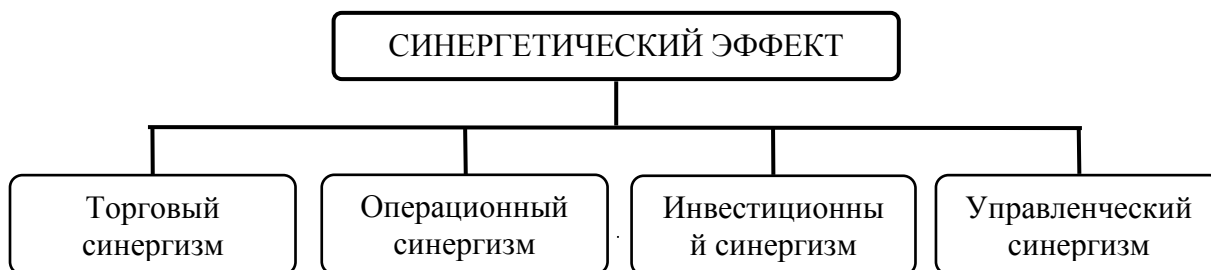 СИНЕРГЕТИЧЕСКИЙ ЭФФЕКТ
Торговый
синергизм
Операционный
синергизм
Инвестиционны
й синергизм
Управленческий
синергизм